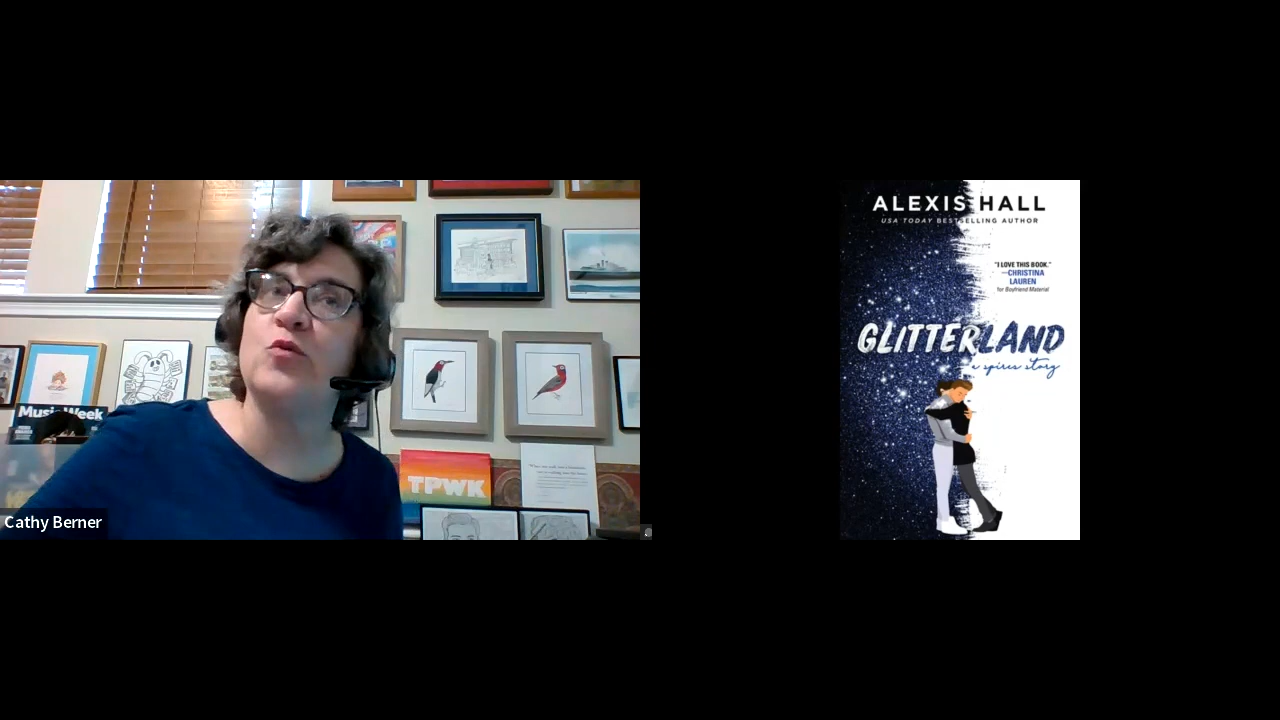 Music Week
TPWK
Cathy Berner
ALEXIS HALL
USA TODAY BESTSELLING AUTHOR
"I LOVE THIS BOOK."
—CHRISTINA
LAUREN
for Boyfriend Material
GLITTERLAND
a spires story